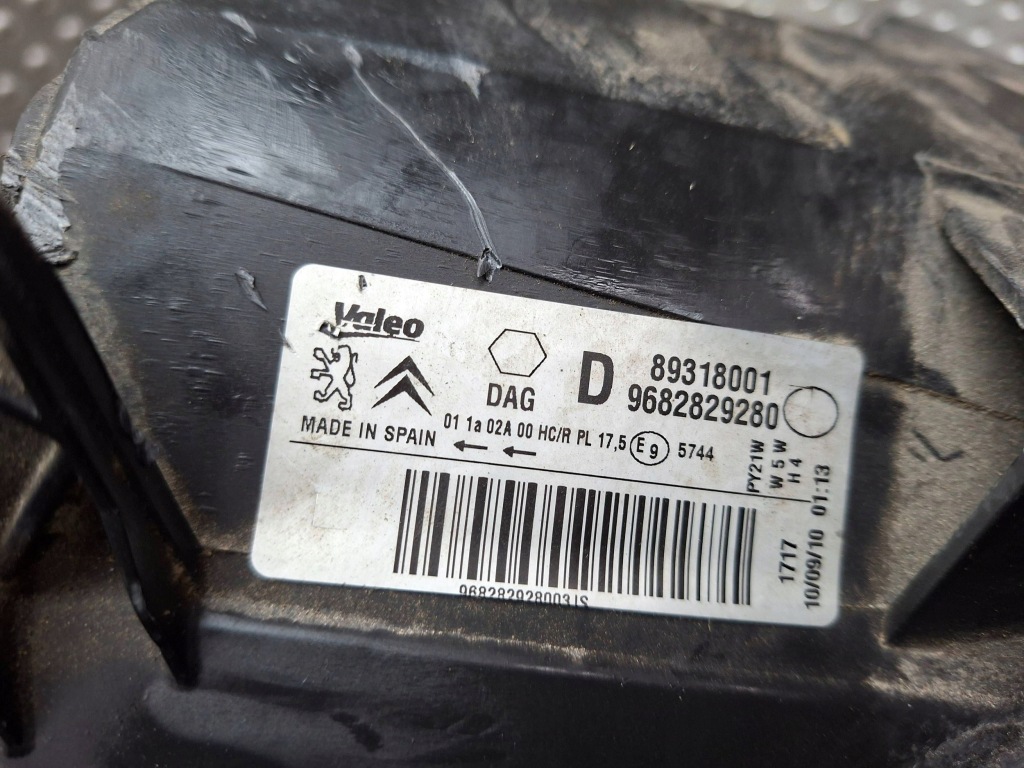 Valeo
DAG
D
89318001
9682829280
01 1a 02A 00 HC/R PL 17,5 E9 5744
MADE IN SPAIN
PY21W
W5W
H4
1717
10/09/10 01:13
968282928003JS